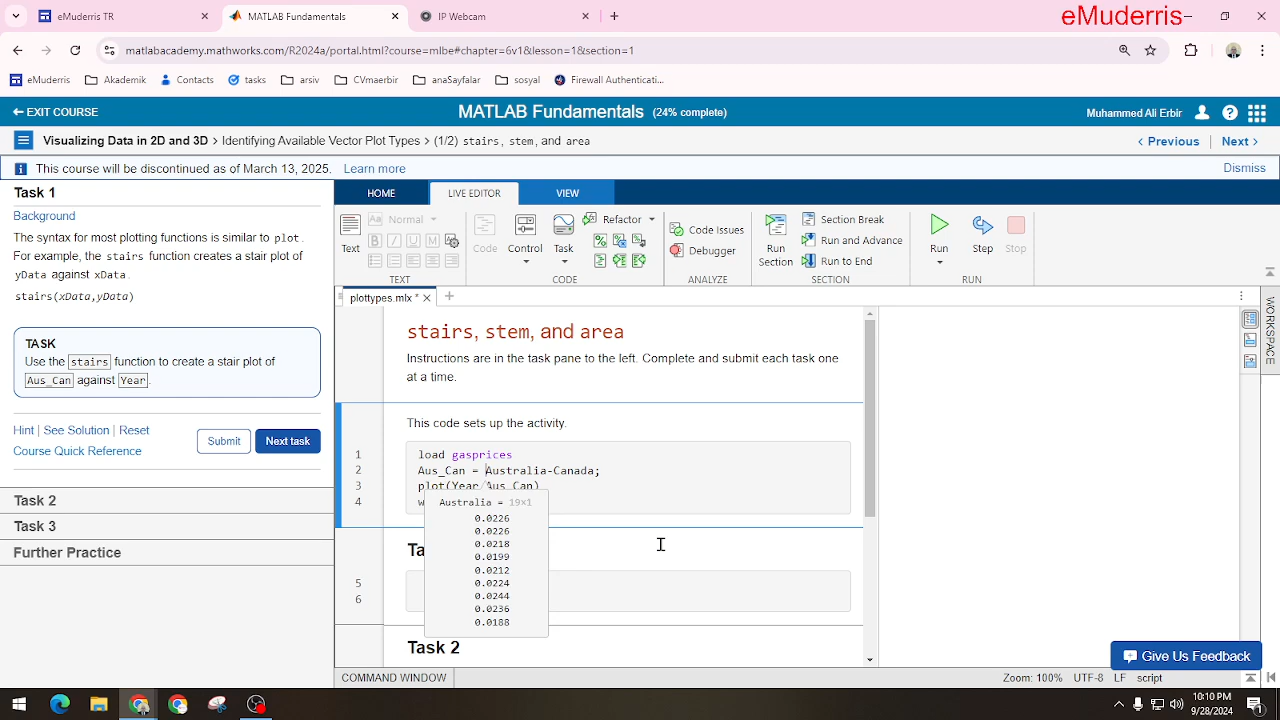 eMuderris TR
MATLAB Fundamentals
IP Webcam
eMuderris
matlabacademy.mathworks.com/R2024a/portal.html?course=mlbe#chapter=6v1&lesson=1&section=1
eMuderris
Akademik
Contacts
tasks
arsiv
CVmaerbir
anaSayfalar
sosyal
Firewall Authenticati...
EXIT COURSE
MATLAB Fundamentals (24% complete)
Muhammed Ali Erbir
Visualizing Data in 2D and 3D > Identifying Available Vector Plot Types > (1/2) stairs, stem, and area
< Previous | Next >
This course will be discontinued as of March 13, 2025. Learn more
Dismiss
Task 1
Background
The syntax for most plotting functions is similar to plot.
For example, the stairs function creates a stair plot of
yData against xData.
stairs(xData,yData)
TASK
Use the stairs function to create a stair plot of
Aus_Can against Year.
Hint | See Solution | Reset
Course Quick Reference
Submit
Next task
Task 2
Task 3
Further Practice
HOME
LIVE EDITOR
VIEW
Text
Aa Normal
B I U M
TEXT
Code
Control
Task
Refactor
CODE
Code Issues
Debugger
ANALYZE
Run
Section
Section Break
Run and Advance
Run to End
SECTION
Run
Step
Stop
RUN
plottypes.mlx *
WORKSPACE
stairs, stem, and area
Instructions are in the task pane to the left. Complete and submit each task one
at a time.
This code sets up the activity.
1 load gasprices
2 Aus_Can = Australia-Canada;
3 plot(Year,Aus_Can)
4 w
Australia = 19×1
0.0226
0.0226
0.0218
0.0199
0.0212
0.0224
0.0244
0.0236
0.0188
Ta
5
6
Task 2
Give Us Feedback
COMMAND WINDOW
Zoom: 100% UTF-8 LF script
10:10 PM
9/28/2024